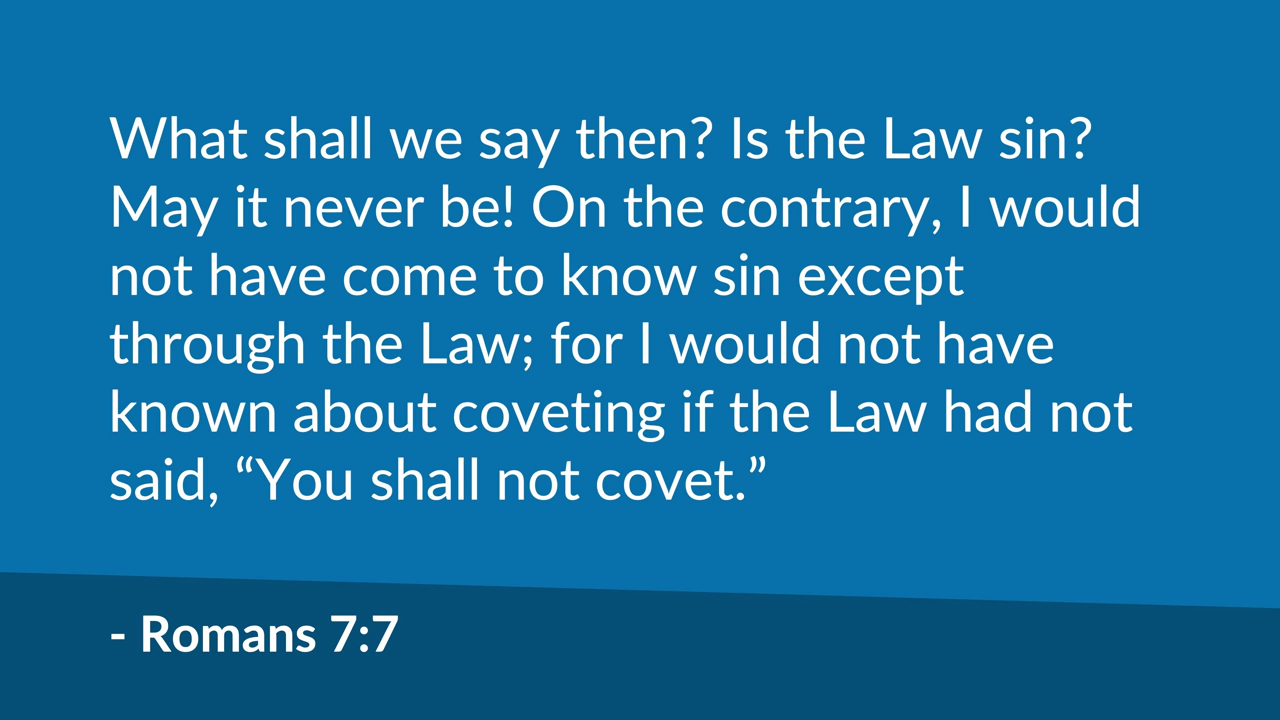 What shall we say then? Is the Law sin?
May it never be! On the contrary, I would
not have come to know sin except
through the Law; for I would not have
known about coveting if the Law had not
said, “You shall not covet.”
- Romans 7:7